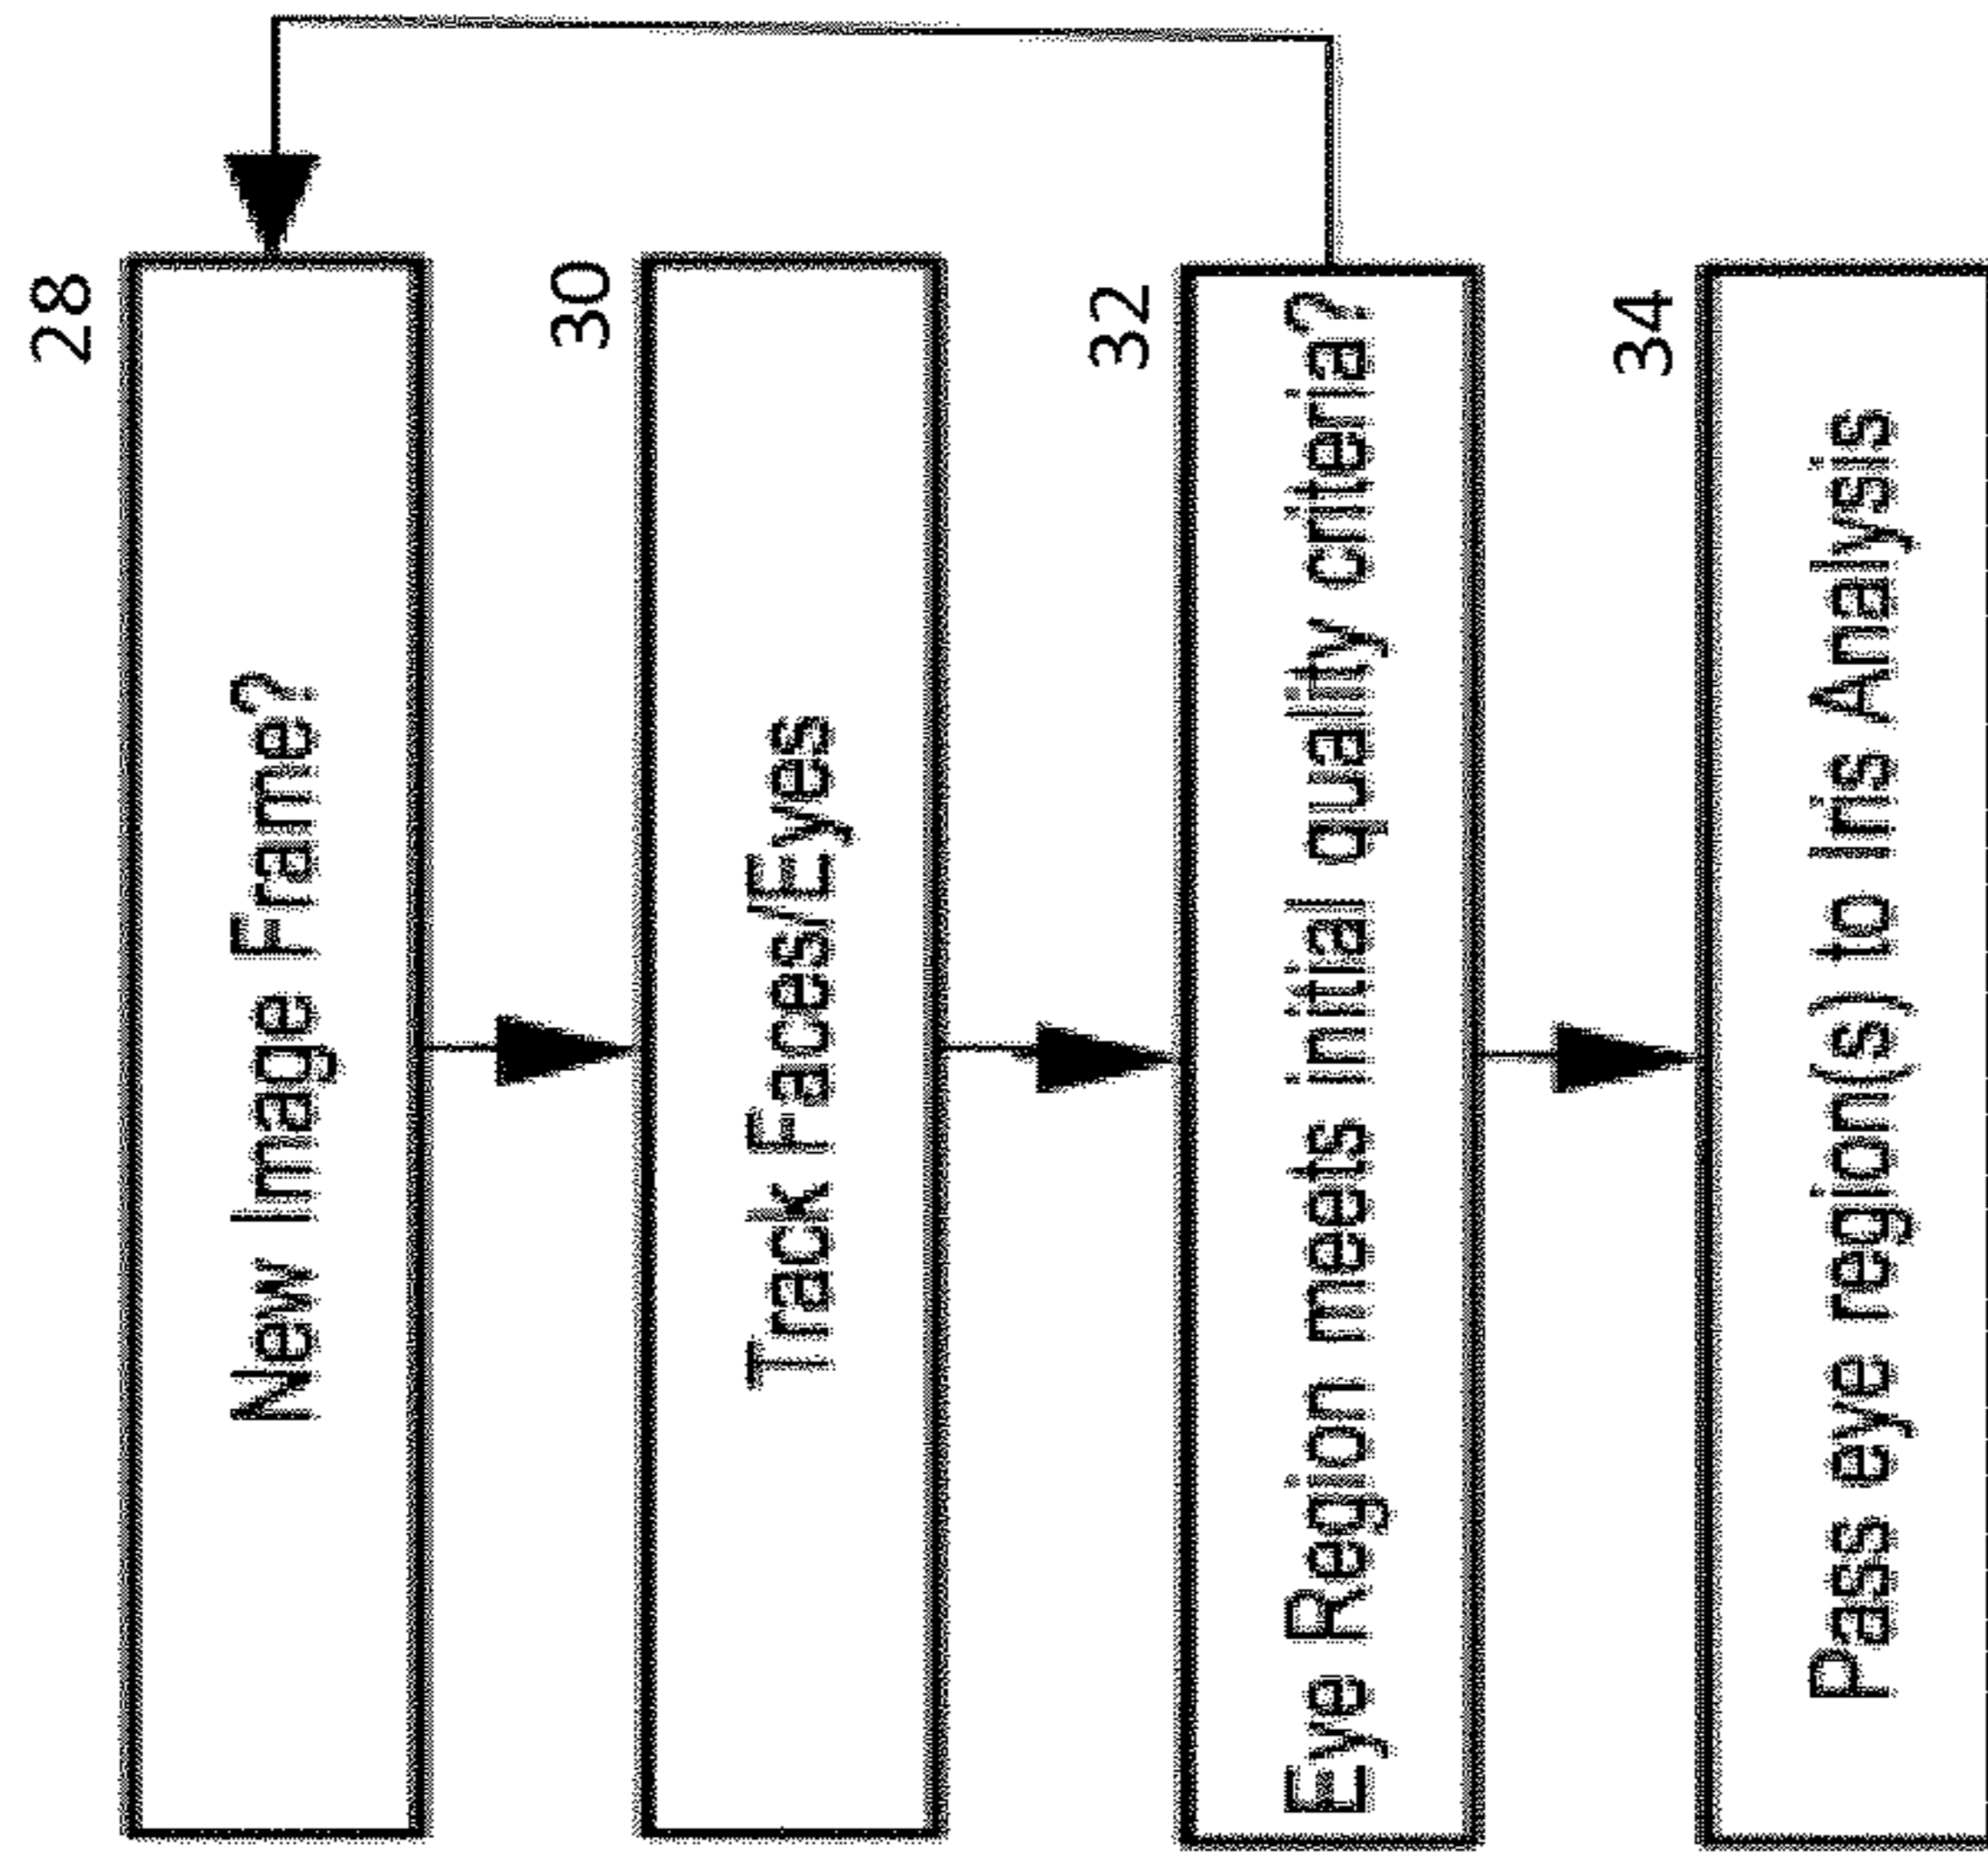 28
New Image Frame?
30
Track Faces/Eyes
32
Eye Region meets initial quality criteria?
34
Pass eye region(s) to Iris Analysis